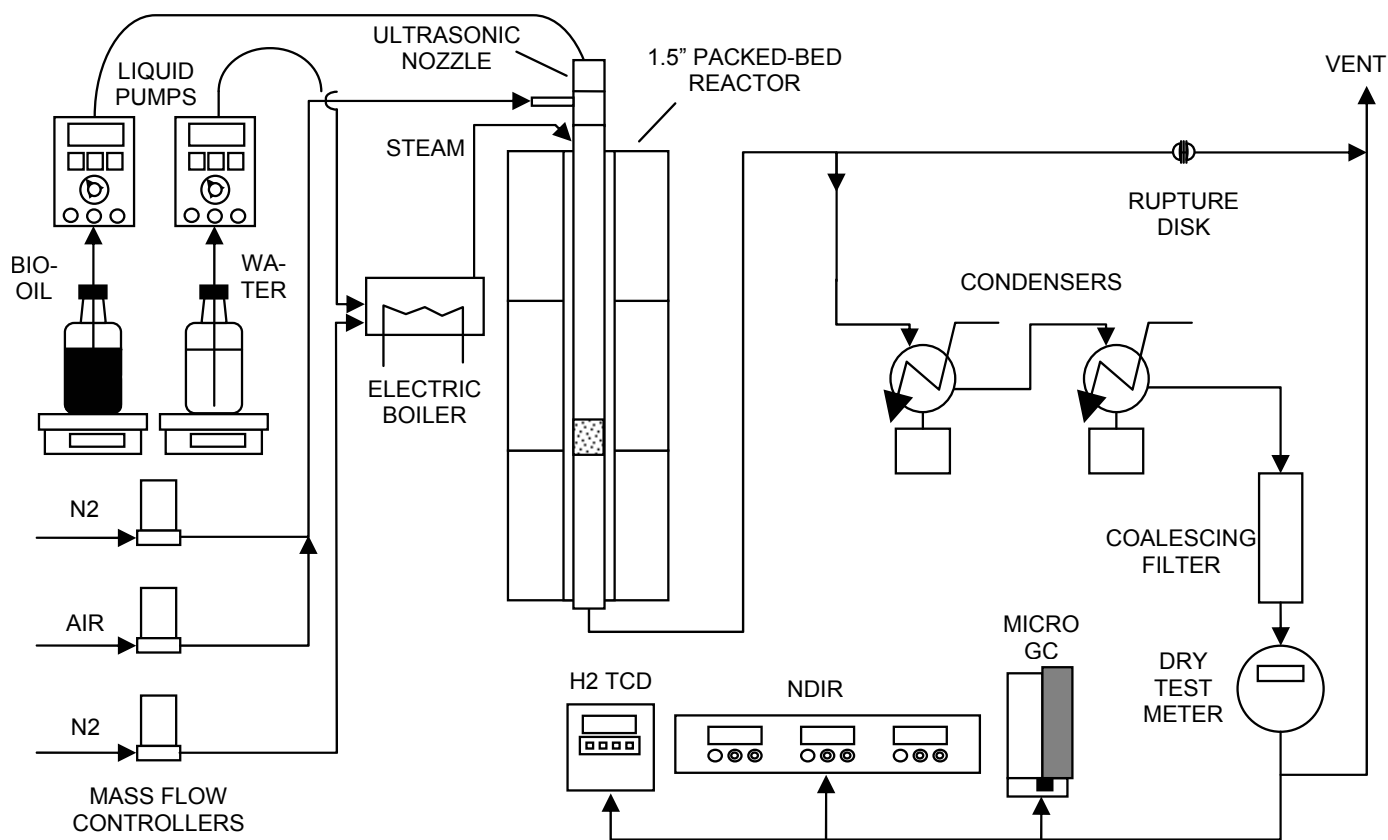 ULTRASONIC
NOZZLE
1.5” PACKED-BED
REACTOR
VENT
LIQUID
PUMPS
STEAM
RUPTURE
DISK
BIO-
OIL
WA-
TER
CONDENSERS
ELECTRIC
BOILER
N2
COALESCING
FILTER
AIR
MICRO
GC
DRY
TEST
METER
H2 TCD
NDIR
N2
MASS FLOW
CONTROLLERS